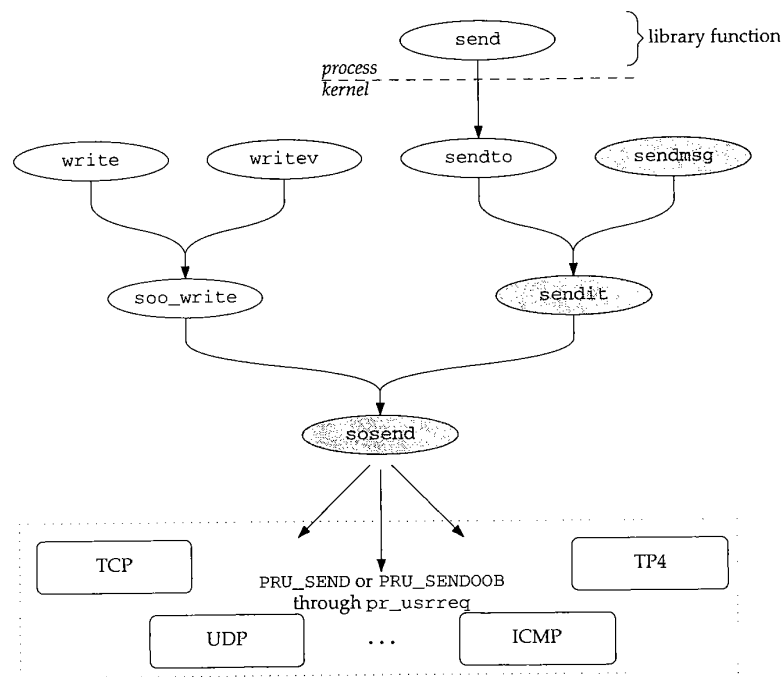 send
library function
process
kernel
write
writev
sendto
sendmsg
soo_write
sendit
sosend
TCP
TP4
PRU_SEND or PRU_SENDOOB
through pr_usrreq
UDP
...
ICMP